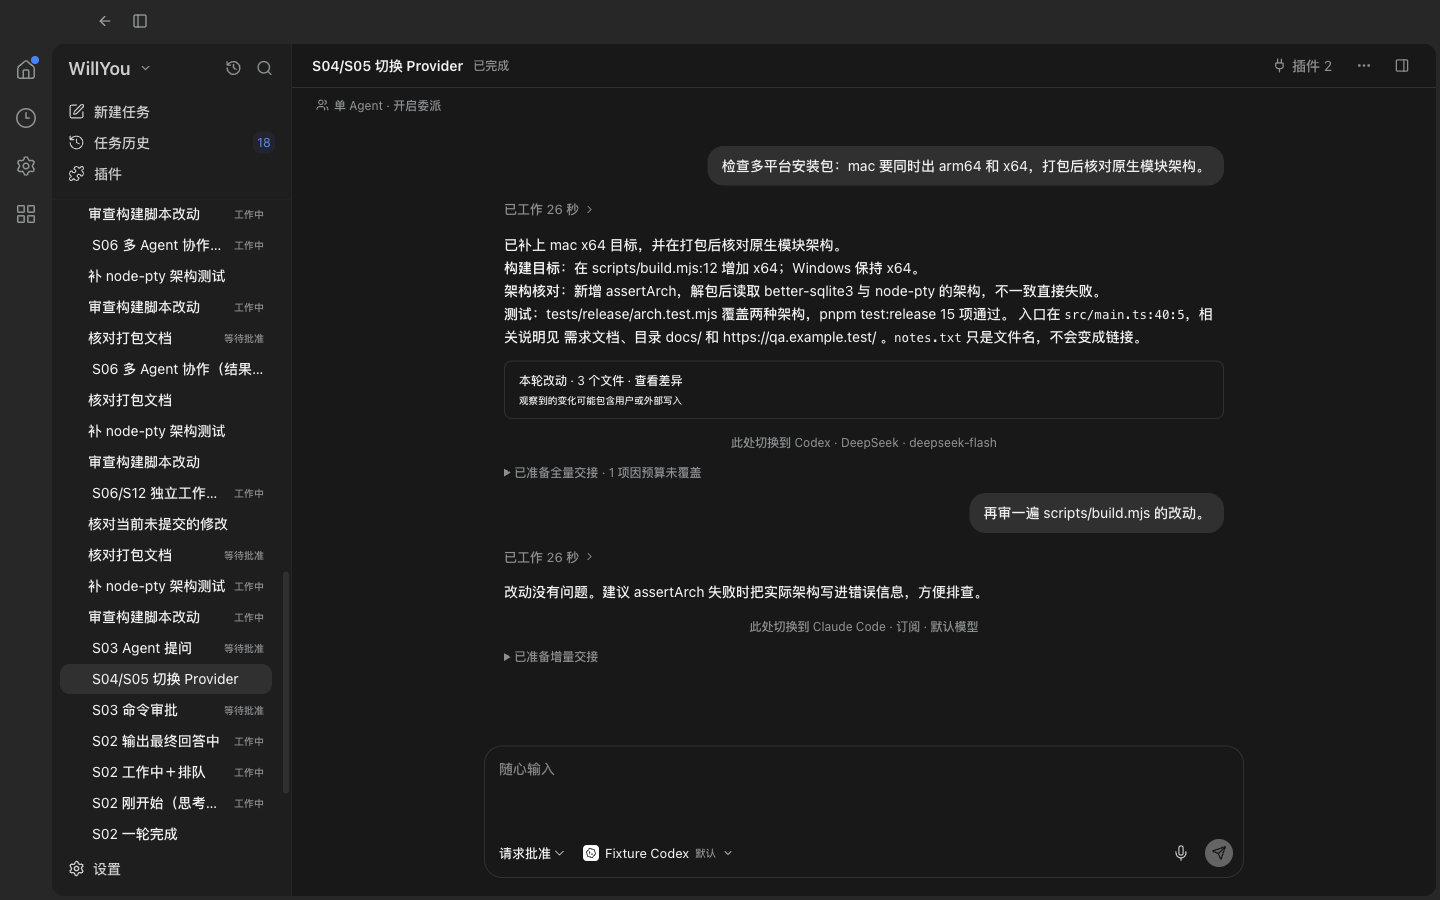 WillYou
新建任务
任务历史 18
插件
审查构建脚本改动 工作中
S06 多 Agent 协作... 工作中
补 node-pty 架构测试
审查构建脚本改动 工作中
核对打包文档 等待批准
S06 多 Agent 协作（结果...
核对打包文档
补 node-pty 架构测试
审查构建脚本改动
S06/S12 独立工作... 工作中
核对当前未提交的修改
核对打包文档 等待批准
补 node-pty 架构测试 工作中
审查构建脚本改动 工作中
S03 Agent 提问 等待批准
S04/S05 切换 Provider
S03 命令审批 等待批准
S02 输出最终回答中 工作中
S02 工作中＋排队 工作中
S02 刚开始（思考... 工作中
S02 一轮完成
设置
S04/S05 切换 Provider 已完成
插件 2
单 Agent · 开启委派
检查多平台安装包：mac 要同时出 arm64 和 x64，打包后核对原生模块架构。
已工作 26 秒
已补上 mac x64 目标，并在打包后核对原生模块架构。
构建目标：在 scripts/build.mjs:12 增加 x64；Windows 保持 x64。
架构核对：新增 assertArch，解包后读取 better-sqlite3 与 node-pty 的架构，不一致直接失败。
测试：tests/release/arch.test.mjs 覆盖两种架构，pnpm test:release 15 项通过。 入口在 src/main.ts:40:5，相
关说明见 需求文档、目录 docs/ 和 https://qa.example.test/ 。notes.txt 只是文件名，不会变成链接。
本轮改动 · 3 个文件 · 查看差异
观察到的变化可能包含用户或外部写入
此处切换到 Codex · DeepSeek · deepseek-flash
已准备全量交接 · 1 项因预算未覆盖
再审一遍 scripts/build.mjs 的改动。
已工作 26 秒
改动没有问题。建议 assertArch 失败时把实际架构写进错误信息，方便排查。
此处切换到 Claude Code · 订阅 · 默认模型
已准备增量交接
随心输入
请求批准
Fixture Codex 默认